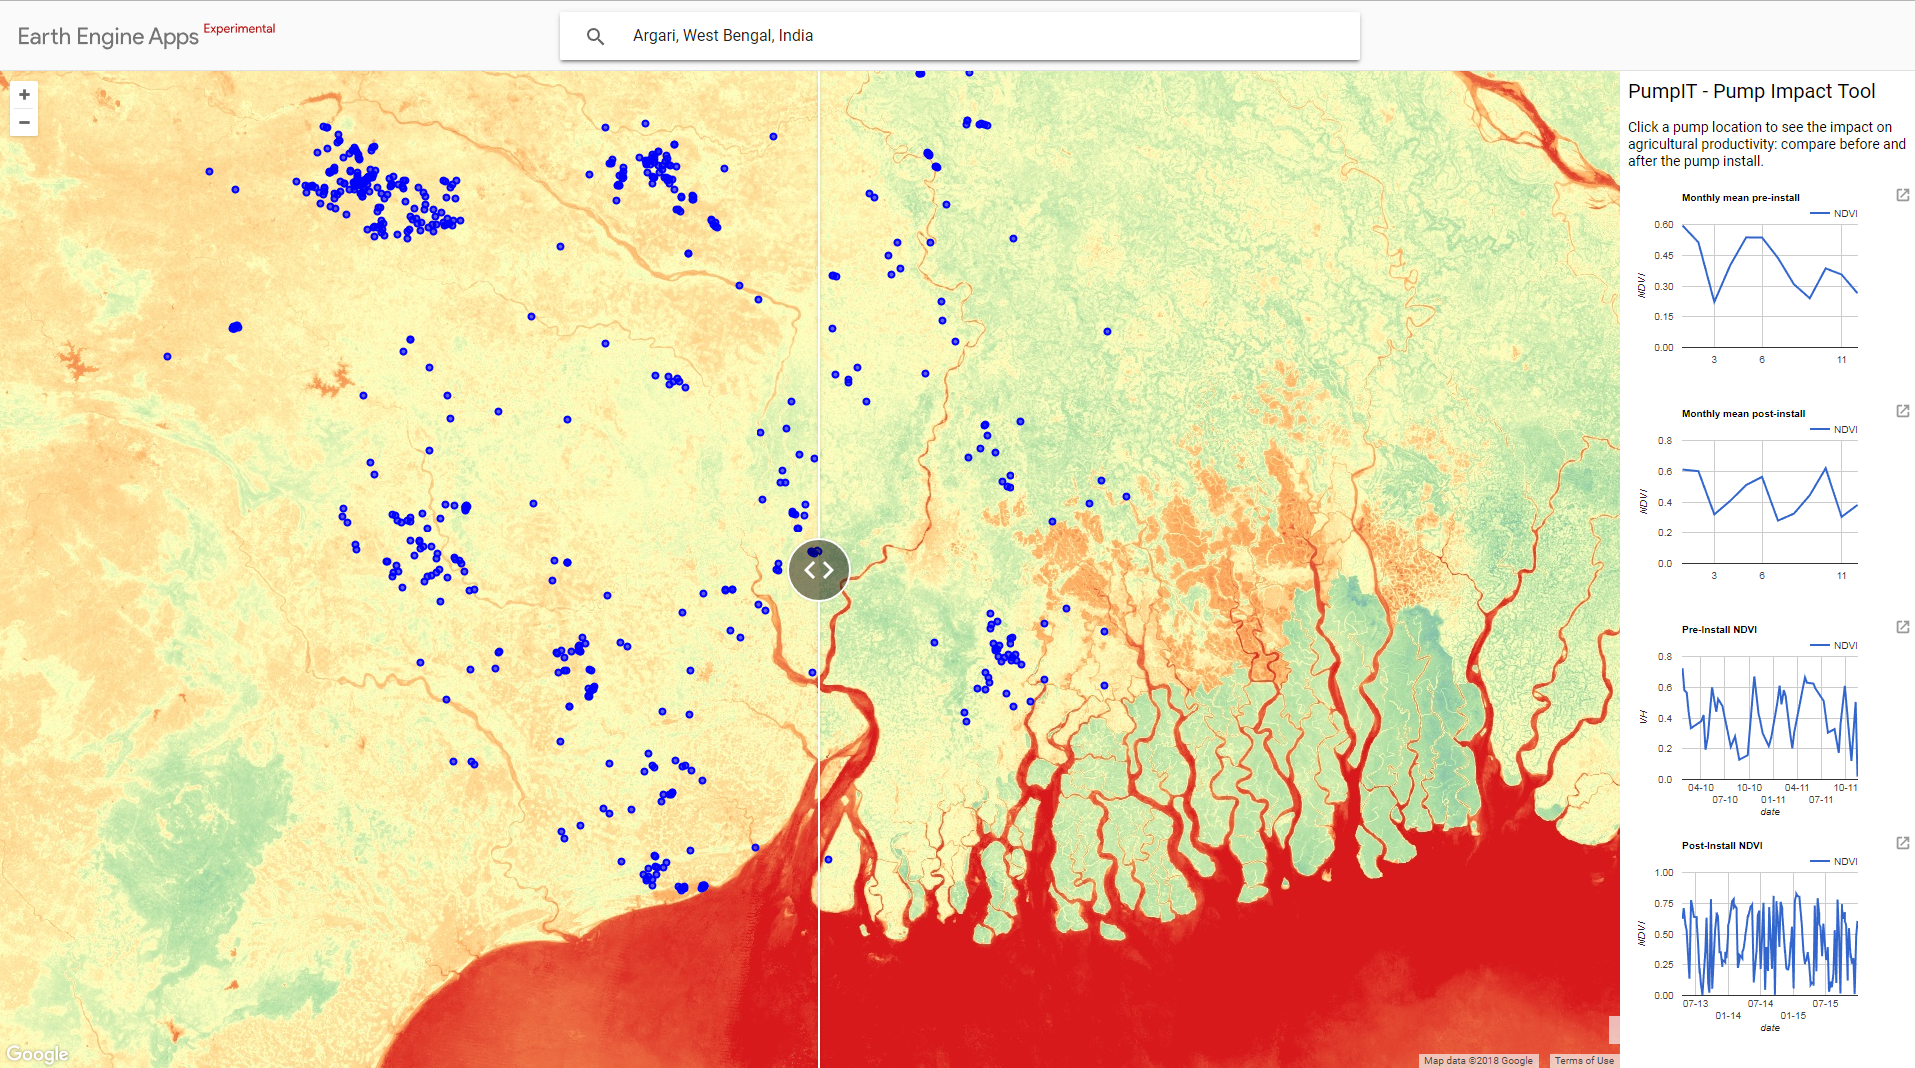 Earth Engine Apps Experimental
Argari, West Bengal, India
+
−
PumpIT - Pump Impact Tool
Click a pump location to see the impact on
agricultural productivity: compare before and
after the pump install.
Monthly mean pre-install
NDVI
0.60
0.45
0.30
0.15
0.00
NDVI
3 6 11
Monthly mean post-install
NDVI
0.8
0.6
0.4
0.2
0.0
NDVI
3 6 11
Pre-Install NDVI
NDVI
0.8
0.6
0.4
0.2
0.0
VH
04-10 10-10 04-11 10-11
07-10 01-11 07-11
date
Post-Install NDVI
NDVI
1.00
0.75
0.50
0.25
0.00
NDVI
07-13 07-14 07-15
01-14 01-15
date
Google
Map data ©2018 Google
Terms of Use